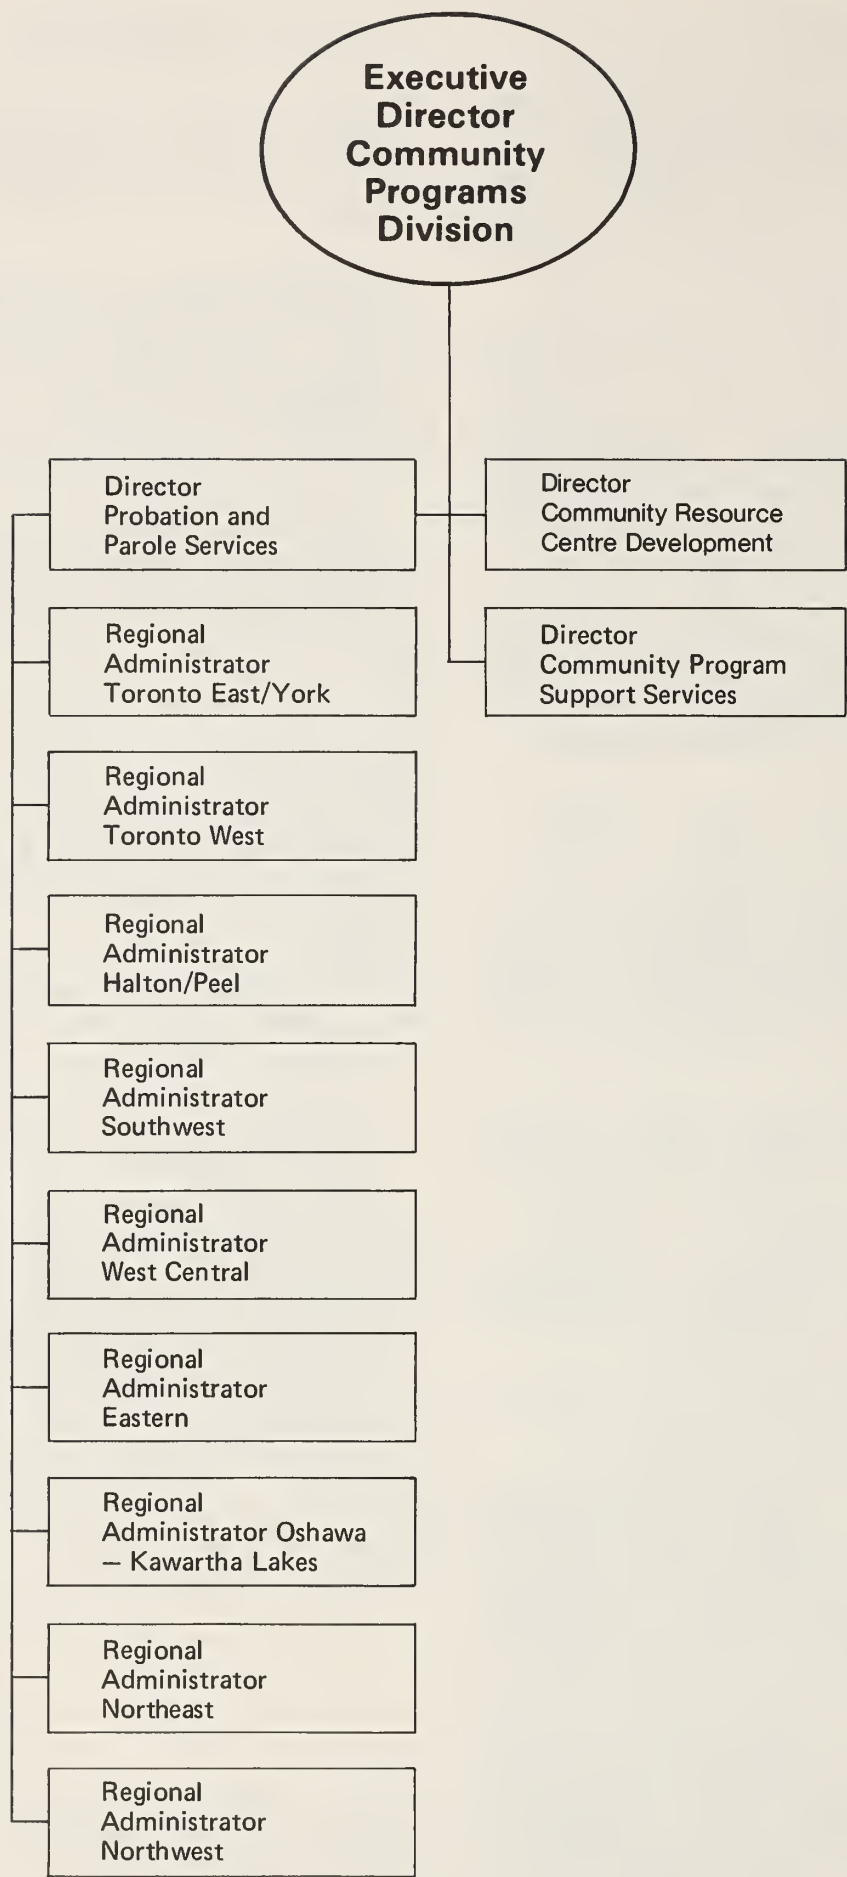 Executive
Director
Community
Programs
Division
Director
Probation and
Parole Services
Director
Community Resource
Centre Development
Regional
Administrator
Toronto East/York
Director
Community Program
Support Services
Regional
Administrator
Toronto West
Regional
Administrator
Halton/Peel
Regional
Administrator
Southwest
Regional
Administrator
West Central
Regional
Administrator
Eastern
Regional
Administrator Oshawa
— Kawartha Lakes
Regional
Administrator
Northeast
Regional
Administrator
Northwest